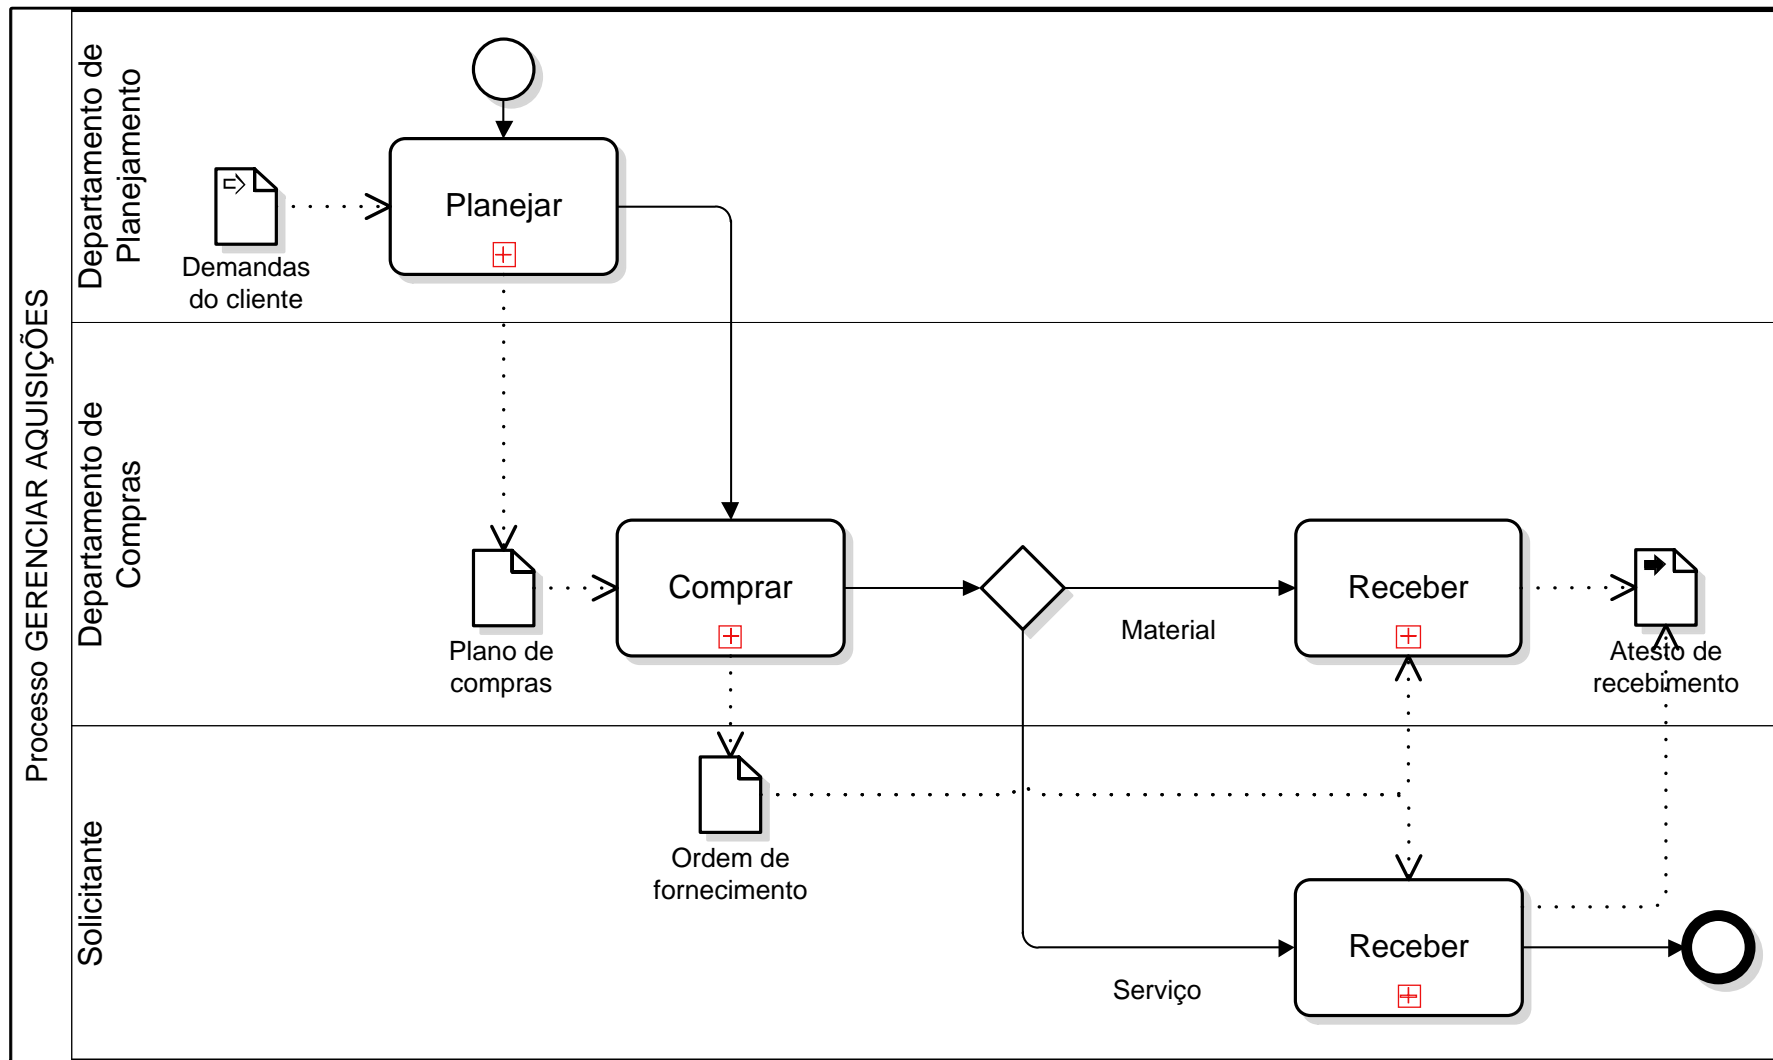 Processo GERENCIAR AQUISIÇÕES
Departamento de
Planejamento
Planejar
Demandas
do cliente
Departamento de
Compras
Comprar
Receber
Material
Plano de
compras
Atesto de
recebimento
Solicitante
Ordem de
fornecimento
Receber
Serviço